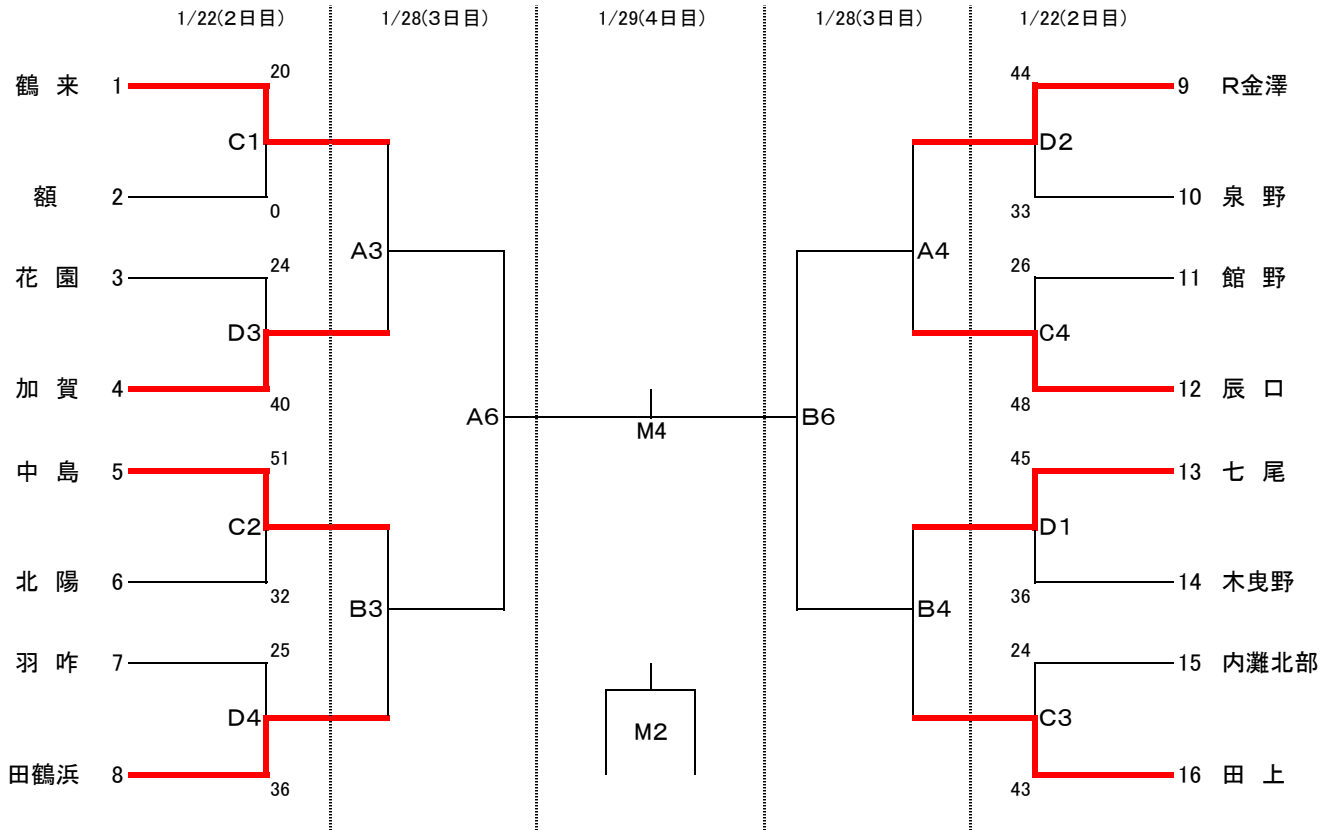 1/22(2日目) 1/28(3日目) 1/29(4日目) 1/28(3日目) 1/22(2日目)
20 44
鶴 来 1 9 R金澤
C1 D2
額 2 10 泉 野
0 33
A3 A4
24 26
花 園 3 11 館 野
D3 C4
加 賀 4 12 辰 口
40 48
A6 B6
M4
51 45
中 島 5 13 七 尾
C2 D1
北 陽 6 14 木曳野
32 36
B3 B4
25 24
羽 咋 7 15 内灘北部
D4 C3
M2
田鶴浜 8 16 田 上
36 43